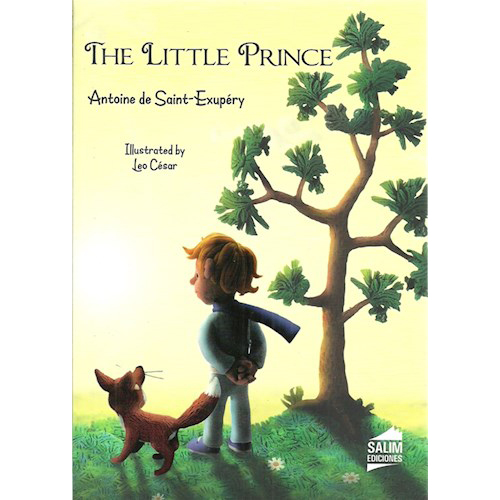 THE LITTLE PRINCE
Antoine de Saint-Exupéry
Illustrated by
Leo César
SALIM
EDICIONES